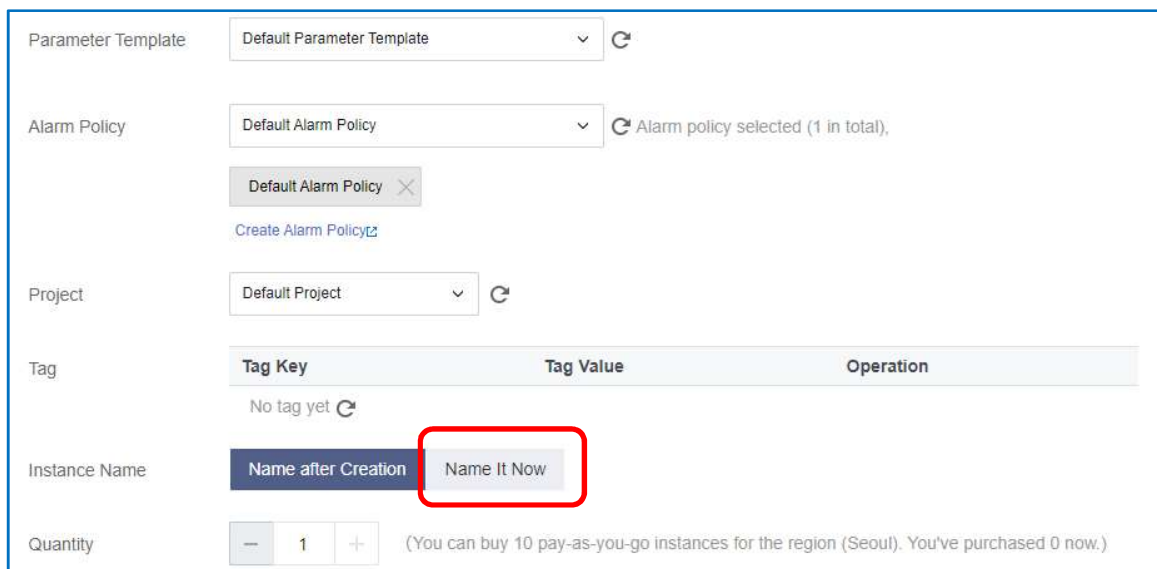 Parameter Template Default Parameter Template
Alarm Policy Default Alarm Policy Alarm policy selected (1 in total),
Default Alarm Policy
Create Alarm Policy
Project Default Project
Tag Tag Key Tag Value Operation
No tag yet
Instance Name Name after Creation Name It Now
Quantity − 1 + (You can buy 10 pay-as-you-go instances for the region (Seoul). You've purchased 0 now.)